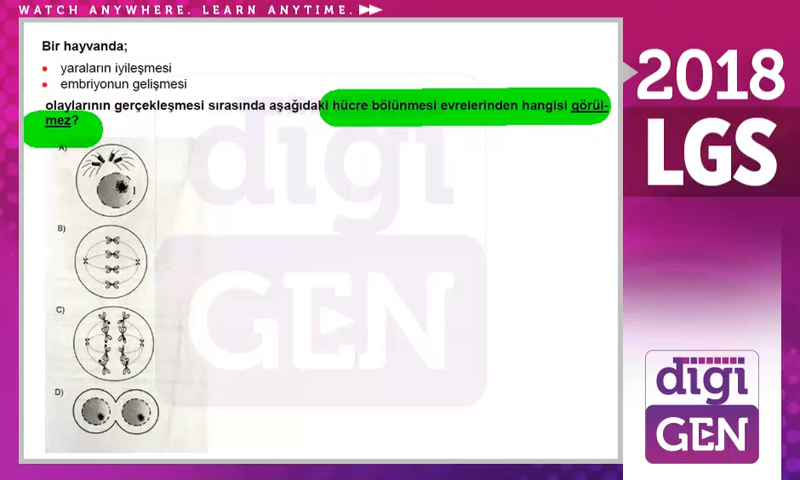 WATCH ANYWHERE. LEARN ANYTIME.
Bir hayvanda;
yaraların iyileşmesi
embriyonun gelişmesi
olaylarının gerçekleşmesi sırasında aşağıdaki hücre bölünmesi evrelerinden hangisi görül-
mez?
A)
B)
C)
D)
digi
GEN
2018
LGS
digi
GEN